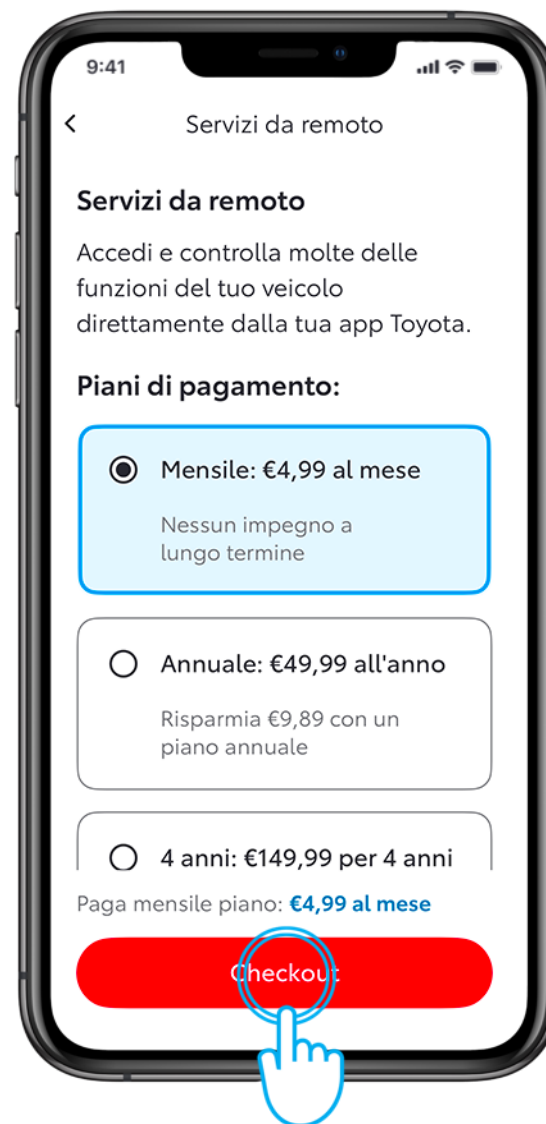 9:41
Servizi da remoto
Servizi da remoto
Accedi e controlla molte delle
funzioni del tuo veicolo
direttamente dalla tua app Toyota.
Piani di pagamento:
Mensile: €4,99 al mese
Nessun impegno a
lungo termine
Annuale: €49,99 all'anno
Risparmia €9,89 con un
piano annuale
4 anni: €149,99 per 4 anni
Paga mensile piano: €4,99 al mese
Checkout